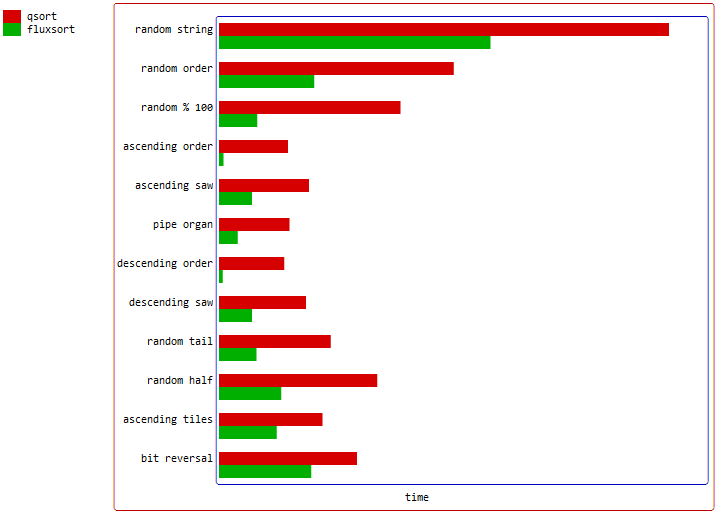 qsort
fluxsort
random string
random order
random % 100
ascending order
ascending saw
pipe organ
descending order
descending saw
random tail
random half
ascending tiles
bit reversal
time